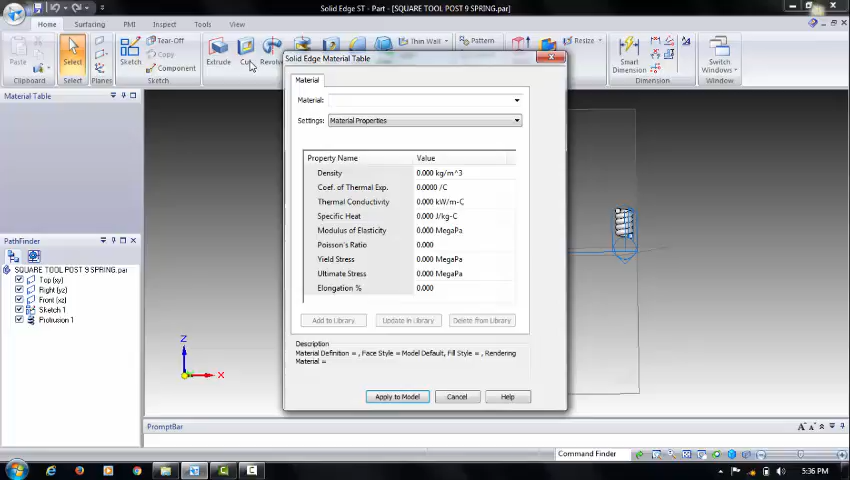 Solid Edge ST - Part - [SQUARE TOOL POST 9 SPRING.par]
Home Surfacing PMI Inspect Tools View
Paste
Clipboard
Select
Select
Planes
Sketch
Tear-Off
Copy
Component
Sketch
Extrude
Cut
Revolve
Thin Wall
Pattern
Resize
Smart Dimension
Dimension
Switch Windows
Window
Material Table
PathFinder
SQUARE TOOL POST 9 SPRING.par
Top (xy)
Right (yz)
Front (xz)
Sketch 1
Protrusion 1
Solid Edge Material Table
Material
Material:
Settings: Material Properties
Property Name Value
Density 0.000 kg/m^3
Coef. of Thermal Exp. 0.0000 /C
Thermal Conductivity 0.000 kW/m-C
Specific Heat 0.000 J/kg-C
Modulus of Elasticity 0.000 MegaPa
Poisson's Ratio 0.000
Yield Stress 0.000 MegaPa
Ultimate Stress 0.000 MegaPa
Elongation % 0.000
Add to Library Update in Library Delete from Library
Description
Material Definition = , Face Style = Model Default, Fill Style = , Rendering
Material =
Apply to Model Cancel Help
Z
X
PromptBar
Command Finder
5:36 PM